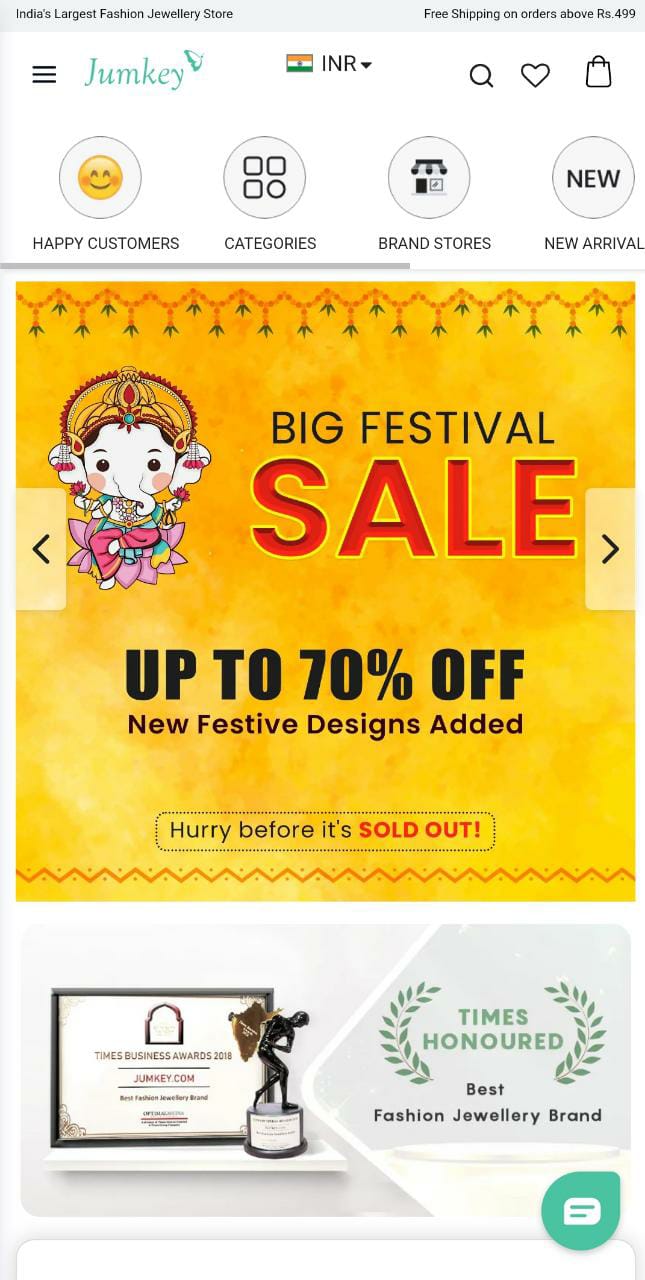 India's Largest Fashion Jewellery Store
Free Shipping on orders above Rs.499
Jumkey
INR
NEW
HAPPY CUSTOMERS
CATEGORIES
BRAND STORES
NEW ARRIVAL
BIG FESTIVAL
SALE
UP TO 70% OFF
New Festive Designs Added
Hurry before it's SOLD OUT!
TIMES BUSINESS AWARDS 2018
JUMKEY.COM
Best Fashion Jewellery Brand
TIMES
HONOURED
Best
Fashion Jewellery Brand